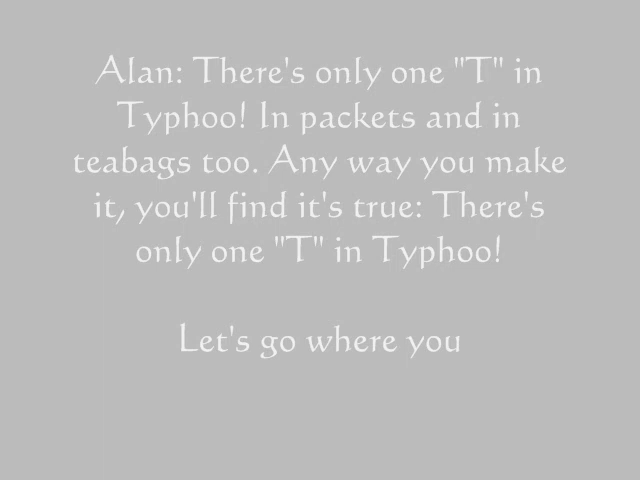 Alan: There's only one "T" in
Typhoo! In packets and in
teabags too. Any way you make
it, you'll find it's true: There's
only one "T" in Typhoo!
Let's go where you